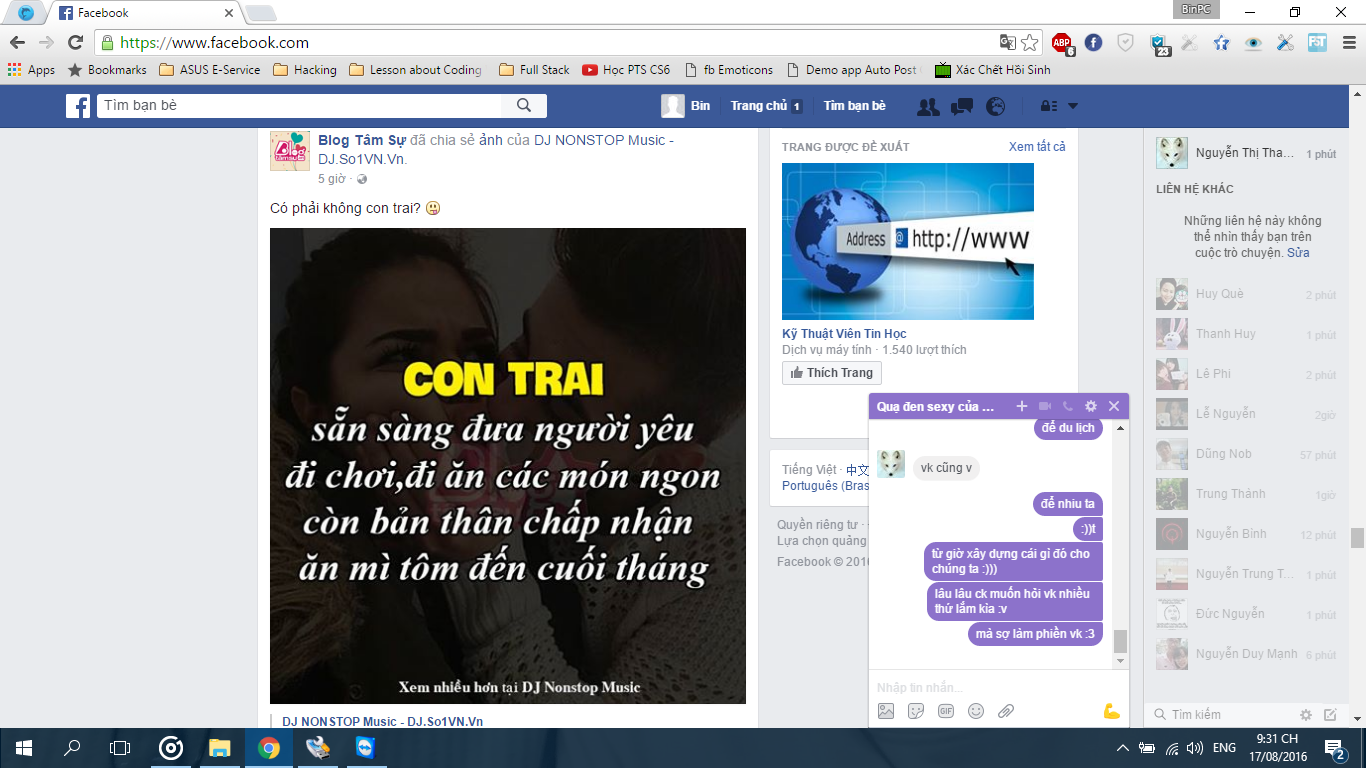 BinPC
Facebook
https://www.facebook.com
ABP
6
23
F$T
Apps
Bookmarks
ASUS E-Service
Hacking
Lesson about Coding
Full Stack
Học PTS CS6
fb Emoticons
Demo app Auto Post
Xác Chết Hồi Sinh
Tìm bạn bè
Bin
Trang chủ 1
Tìm bạn bè
Blog Tâm Sự đã chia sẻ ảnh của DJ NONSTOP Music -
DJ.So1VN.Vn.
5 giờ ·
Có phải không con trai?
CON TRAI
sẵn sàng đưa người yêu
đi chơi,đi ăn các món ngon
còn bản thân chấp nhận
ăn mì tôm đến cuối tháng
Xem nhiều hơn tại DJ Nonstop Music
DJ NONSTOP Music - DJ.So1VN.Vn
TRANG ĐƯỢC ĐỀ XUẤT
Xem tất cả
Address
@
http://www
Kỹ Thuật Viên Tin Học
Dịch vụ máy tính · 1.540 lượt thích
Thích Trang
Tiếng Việt · 中文
Português (Bras
Quyền riêng tư ·
Lựa chọn quảng
Facebook © 2016
Quạ đen sexy của ...
để du lịch
vk cũng v
để nhiu ta
:))t
từ giờ xây dựng cái gì đó cho
chúng ta :)))
lâu lâu ck muốn hỏi vk nhiều
thứ lắm kìa :v
mà sợ làm phiền vk :3
Nhập tin nhắn...
GIF
Nguyễn Thị Tha...
1 phút
LIÊN HỆ KHÁC
Những liên hệ này không
thể nhìn thấy bạn trên
cuộc trò chuyện. Sửa
Huy Què
2 phút
Thanh Huy
1 phút
Lê Phi
2 phút
Lễ Nguyễn
2giờ
Dũng Nob
57 phút
Trung Thành
1giờ
Nguyễn Bính
12 phút
Nguyễn Trung T...
1 phút
Đức Nguyễn
1 phút
Nguyễn Duy Mạnh
6 phút
Tìm kiếm
ENG
9:31 CH
17/08/2016
2